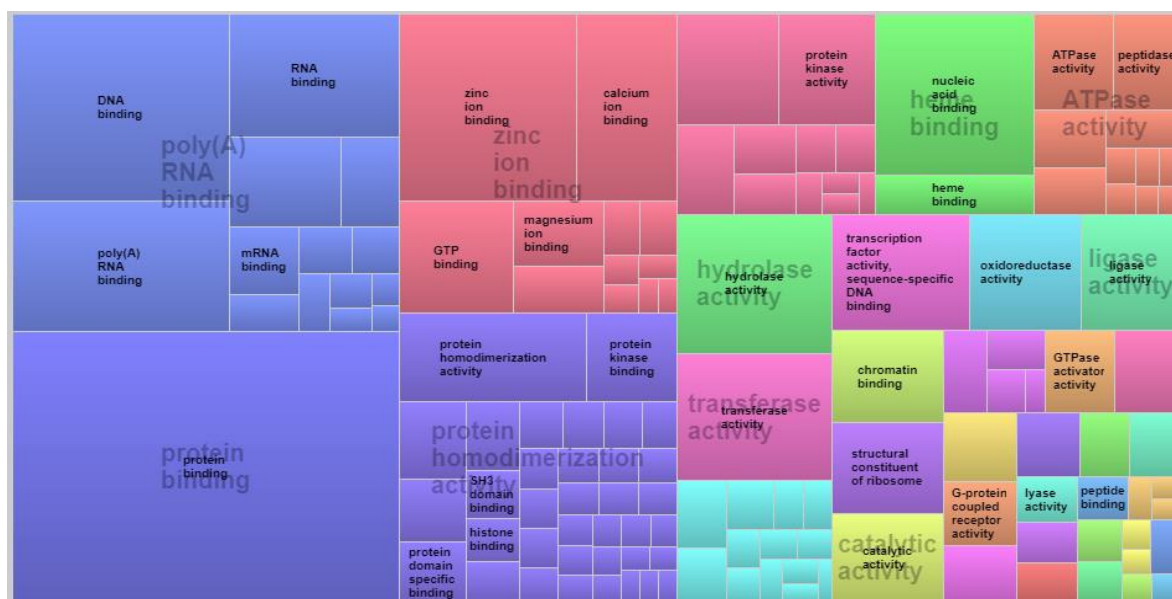 DNA
binding
RNA
binding
poly(A)
RNA
binding
poly(A)
RNA
binding
mRNA
binding
protein
binding
protein
binding
zinc
ion
binding
zinc
ion
binding
calcium
ion
binding
GTP
binding
magnesium
ion
binding
protein
homodimerization
activity
protein
kinase
binding
protein
homodimerization
activity
SH3
domain
binding
histone
binding
protein
domain
specific
binding
protein
kinase
activity
nucleic
acid
binding
heme
binding
heme
binding
ATPase
activity
peptidase
activity
ATPase
activity
hydrolase
activity
hydrolase
activity
transcription
factor
activity,
sequence-specific
DNA
binding
oxidoreductase
activity
ligase
activity
ligase
activity
transferase
activity
transferase
activity
chromatin
binding
GTPase
activator
activity
structural
constituent
of ribosome
G-protein
coupled
receptor
activity
lyase
activity
peptide
binding
catalytic
activity
catalytic
activity